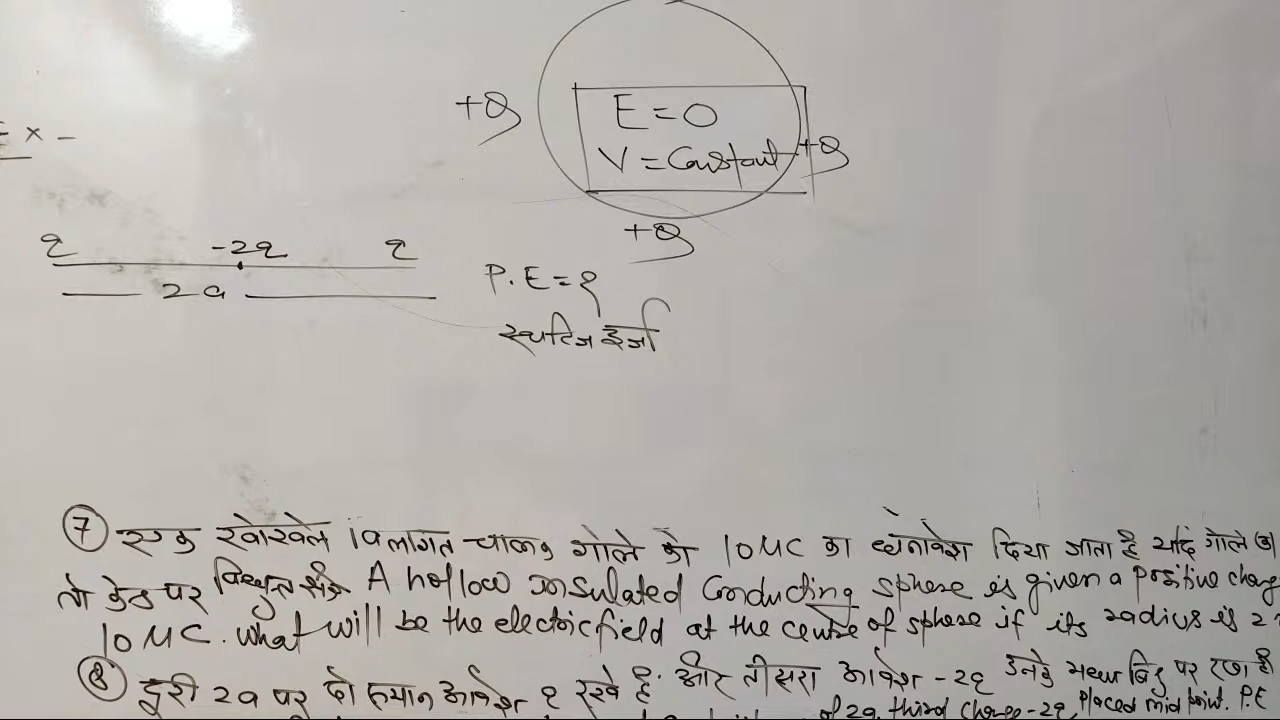 +Q
E = 0
V = Constant
+Q
+Q
× -
q -2q q
2a
P.E = ?
स्थतिज ऊर्जा
7 एक खोखले विलगित चालक गोले को 10 μC का धनावेश दिया जाता है यदि गोले
तो केन्द्र पर विद्युत क्षेत्र A hollow insulated Conducting sphere is given a positive charge
10 μC. what will be the electric field at the centre of sphere if its radius is 2
8 दूरी 2a पर दो समान आवेश q रखे है. और तीसरा आवेश -2q उनके मध्य बिंदु पर रखा है
of 2a. third charge -2q, placed mid point. P.E